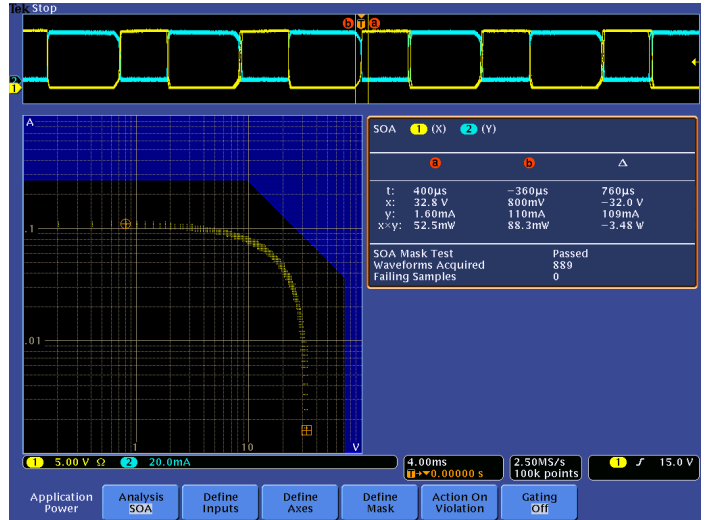 Tek Stop
b T a
2
1
A
.1
.01
1 10 V
SOA 1 (X) 2 (Y)
a b Δ
t: 400µs −360µs 760µs
x: 32.8 V 800mV −32.0 V
y: 1.60mA 110mA 109mA
x×y: 52.5mW 88.3mW −3.48 W
SOA Mask Test Passed
Waveforms Acquired 889
Failing Samples 0
1 5.00 V Ω 2 20.0mA
4.00ms
T→▼0.00000 s
2.50MS/s
100k points
1 ∫ 15.0 V
Application
Power
Analysis
SOA
Define
Inputs
Define
Axes
Define
Mask
Action On
Violation
Gating
Off